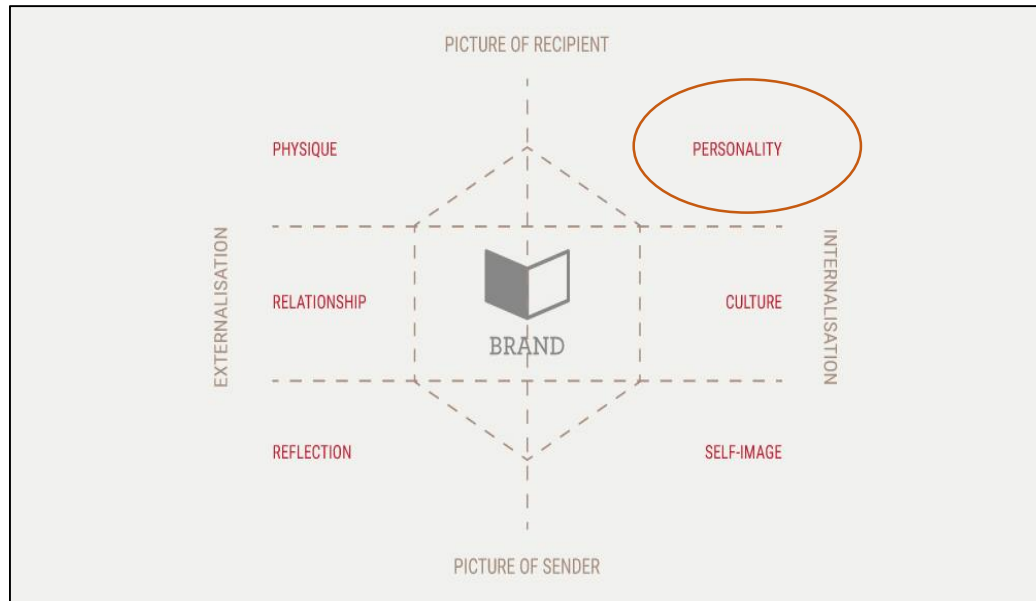 PICTURE OF RECIPIENT
PHYSIQUE
PERSONALITY
EXTERNALISATION
INTERNALISATION
RELATIONSHIP
CULTURE
BRAND
REFLECTION
SELF-IMAGE
PICTURE OF SENDER